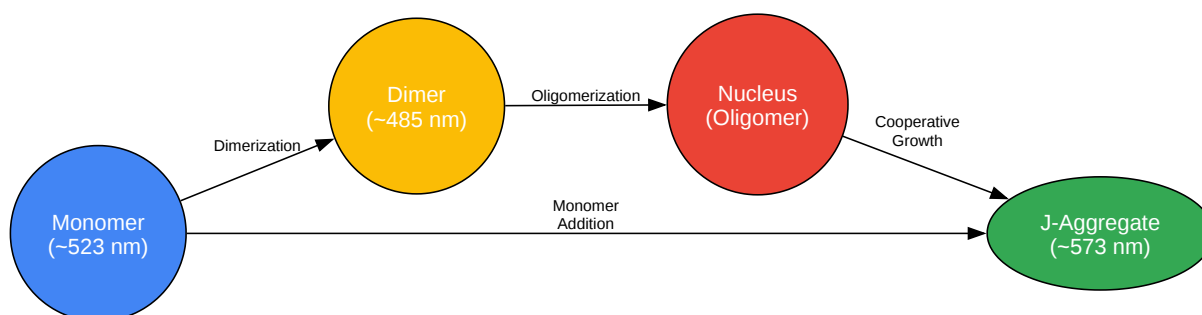 Dimer
(~485 nm)
Nucleus
(Oligomer)
Oligomerization
Cooperative
Growth
Dimerization
Monomer
(~523 nm)
Monomer
Addition
J-Aggregate
(~573 nm)